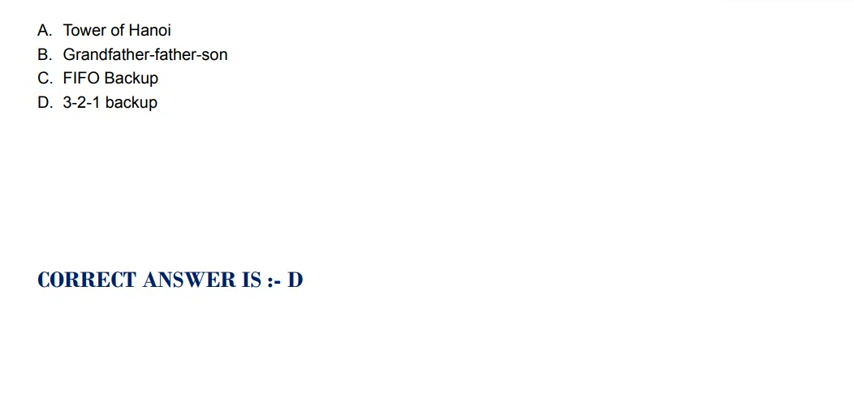 A. Tower of Hanoi
B. Grandfather-father-son
C. FIFO Backup
D. 3-2-1 backup
CORRECT ANSWER IS :- D